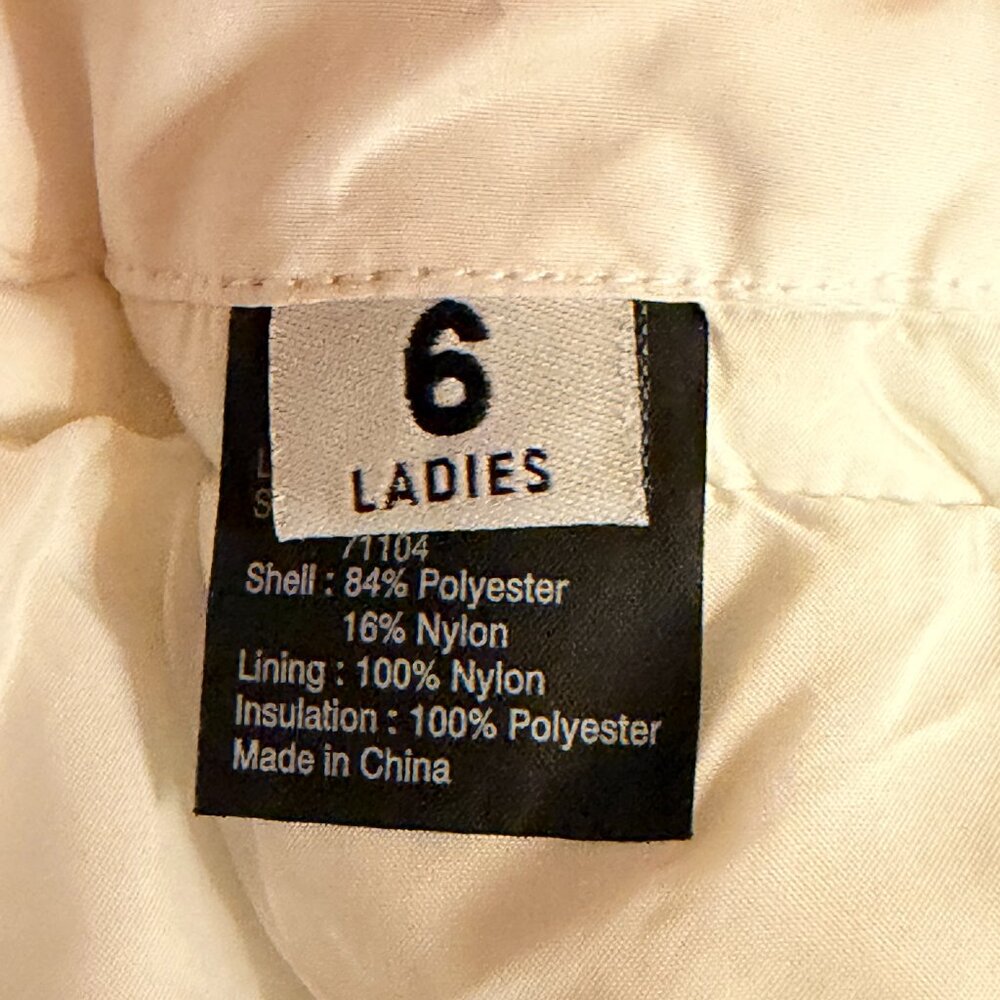 6
LADIES
71104
Shell : 84% Polyester
16% Nylon
Lining : 100% Nylon
Insulation : 100% Polyester
Made in China